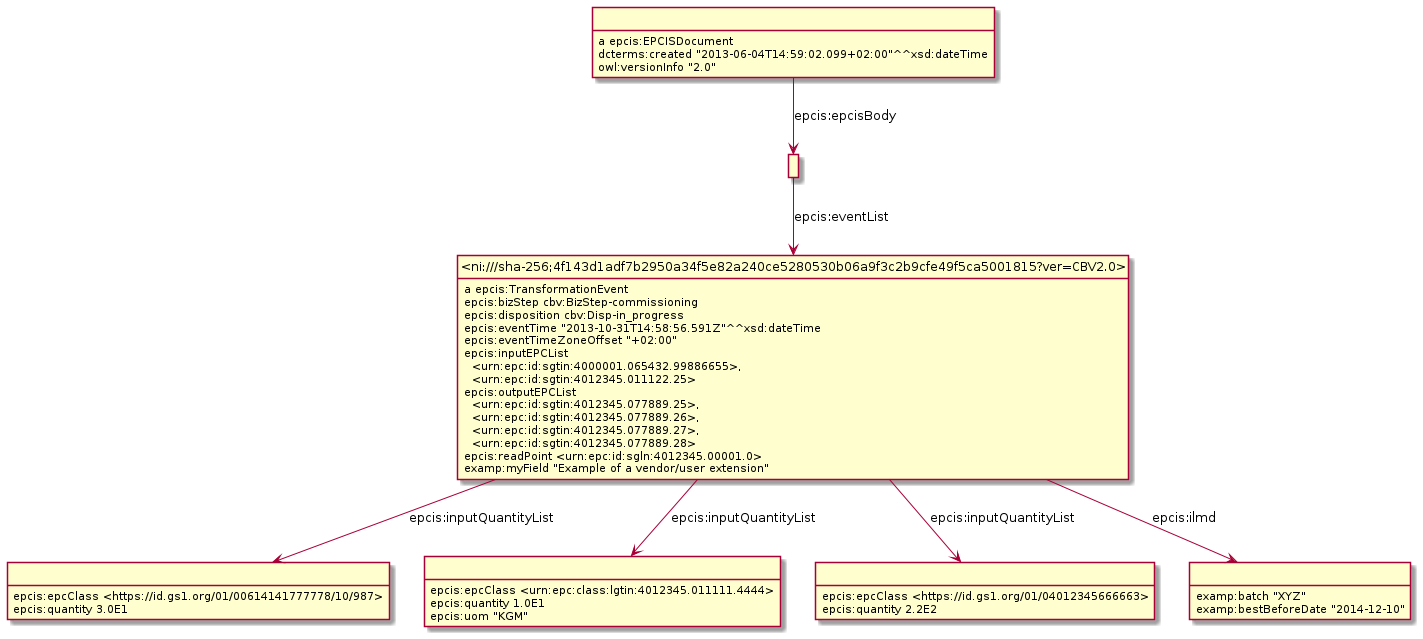 a epcis:EPCISDocument
dcterms:created "2013-06-04T14:59:02.099+02:00"^^xsd:dateTime
owl:versionInfo "2.0"
epcis:epcisBody
epcis:eventList
<ni:///sha-256;4f143d1adf7b2950a34f5e82a240ce5280530b06a9f3c2b9cfe49f5ca5001815?ver=CBV2.0>
a epcis:TransformationEvent
epcis:bizStep cbv:BizStep-commissioning
epcis:disposition cbv:Disp-in_progress
epcis:eventTime "2013-10-31T14:58:56.591Z"^^xsd:dateTime
epcis:eventTimeZoneOffset "+02:00"
epcis:inputEPCList
<urn:epc:id:sgtin:4000001.065432.99886655>,
<urn:epc:id:sgtin:4012345.011122.25>
epcis:outputEPCList
<urn:epc:id:sgtin:4012345.077889.25>,
<urn:epc:id:sgtin:4012345.077889.26>,
<urn:epc:id:sgtin:4012345.077889.27>,
<urn:epc:id:sgtin:4012345.077889.28>
epcis:readPoint <urn:epc:id:sgln:4012345.00001.0>
examp:myField "Example of a vendor/user extension"
epcis:inputQuantityList
epcis:inputQuantityList
epcis:inputQuantityList
epcis:ilmd
epcis:epcClass <https://id.gs1.org/01/00614141777778/10/987>
epcis:quantity 3.0E1
epcis:epcClass <urn:epc:class:lgtin:4012345.011111.4444>
epcis:quantity 1.0E1
epcis:uom "KGM"
epcis:epcClass <https://id.gs1.org/01/04012345666663>
epcis:quantity 2.2E2
examp:batch "XYZ"
examp:bestBeforeDate "2014-12-10"